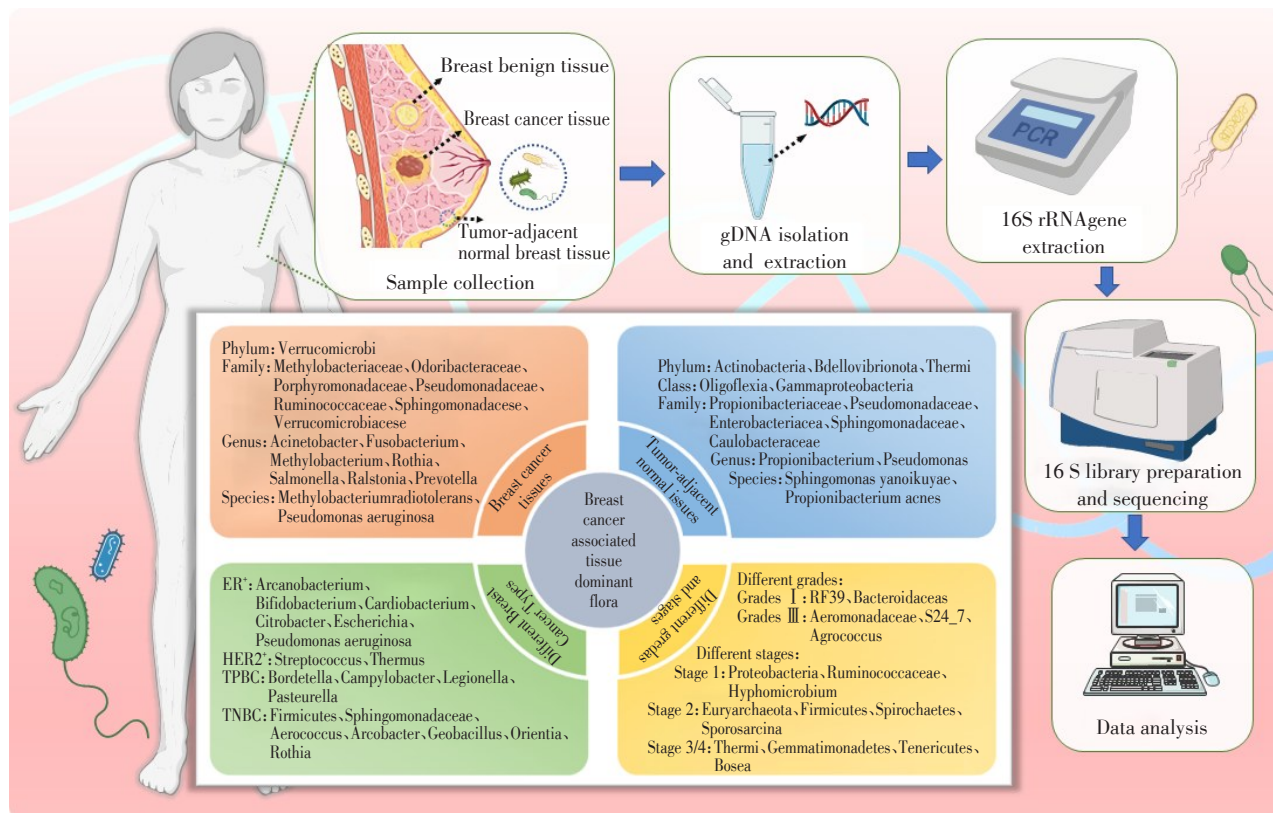 Breast benign tissue
Breast cancer tissue
Tumor-adjacent
normal breast tissue
Sample collection
gDNA isolation
and extraction
PCR
16S rRNAgene
extraction
16 S library preparation
and sequencing
Data analysis
Phylum: Verrucomicrobi
Family: Methylobacteriaceae、Odoribacteraceae、
Porphyromonadaceae、Pseudomonadaceae、
Ruminococcaceae、Sphingomonadacese、
Verrucomicrobiacese
Genus: Acinetobacter、Fusobacterium、
Methylobacterium、Rothia、
Salmonella、Ralstonia、Prevotella
Species: Methylobacteriumradiotolerans、
Pseudomonas aeruginosa
Breast cancer
tissues
Phylum: Actinobacteria、Bdellovibrionota、Thermi
Class: Oligoflexia、Gammaproteobacteria
Family: Propionibacteriaceae、Pseudomonadaceae、
Enterobacteriacea、Sphingomonadaceae、
Caulobacteraceae
Genus: Propionibacterium、Pseudomonas
Species: Sphingomonas yanoikuyae、
Propionibacterium acnes
Tumor-adjacent
normal issues
Breast
cancer
associated
tissue
dominant
flora
ER⁺: Arcanobacterium、
Bifidobacterium、Cardiobacterium、
Citrobacter、Escherichia、
Pseudomonas aeruginosa
HER2⁺: Streptococcus、Thermus
TPBC: Bordetella、Campylobacter、Legionella、
Pasteurella
TNBC: Firmicutes、Sphingomonadaceae、
Aerococcus、Arcobacter、Geobacillus、Orientia、
Rothia
Different Breasl
Cancer Types
Different gredas
and stages
Different grades:
Grades Ⅰ: RF39、Bacteroidaceas
Grades Ⅲ: Aeromonadaceae、S24_7、
Agrococcus
Different stages:
Stage 1: Proteobacteria、Ruminococcaceae、
Hyphomicrobium
Stage 2: Euryarchaeota、Firmicutes、Spirochaetes、
Sporosarcina
Stage 3/4: Thermi、Gemmatimonadetes、Tenericutes、
Bosea